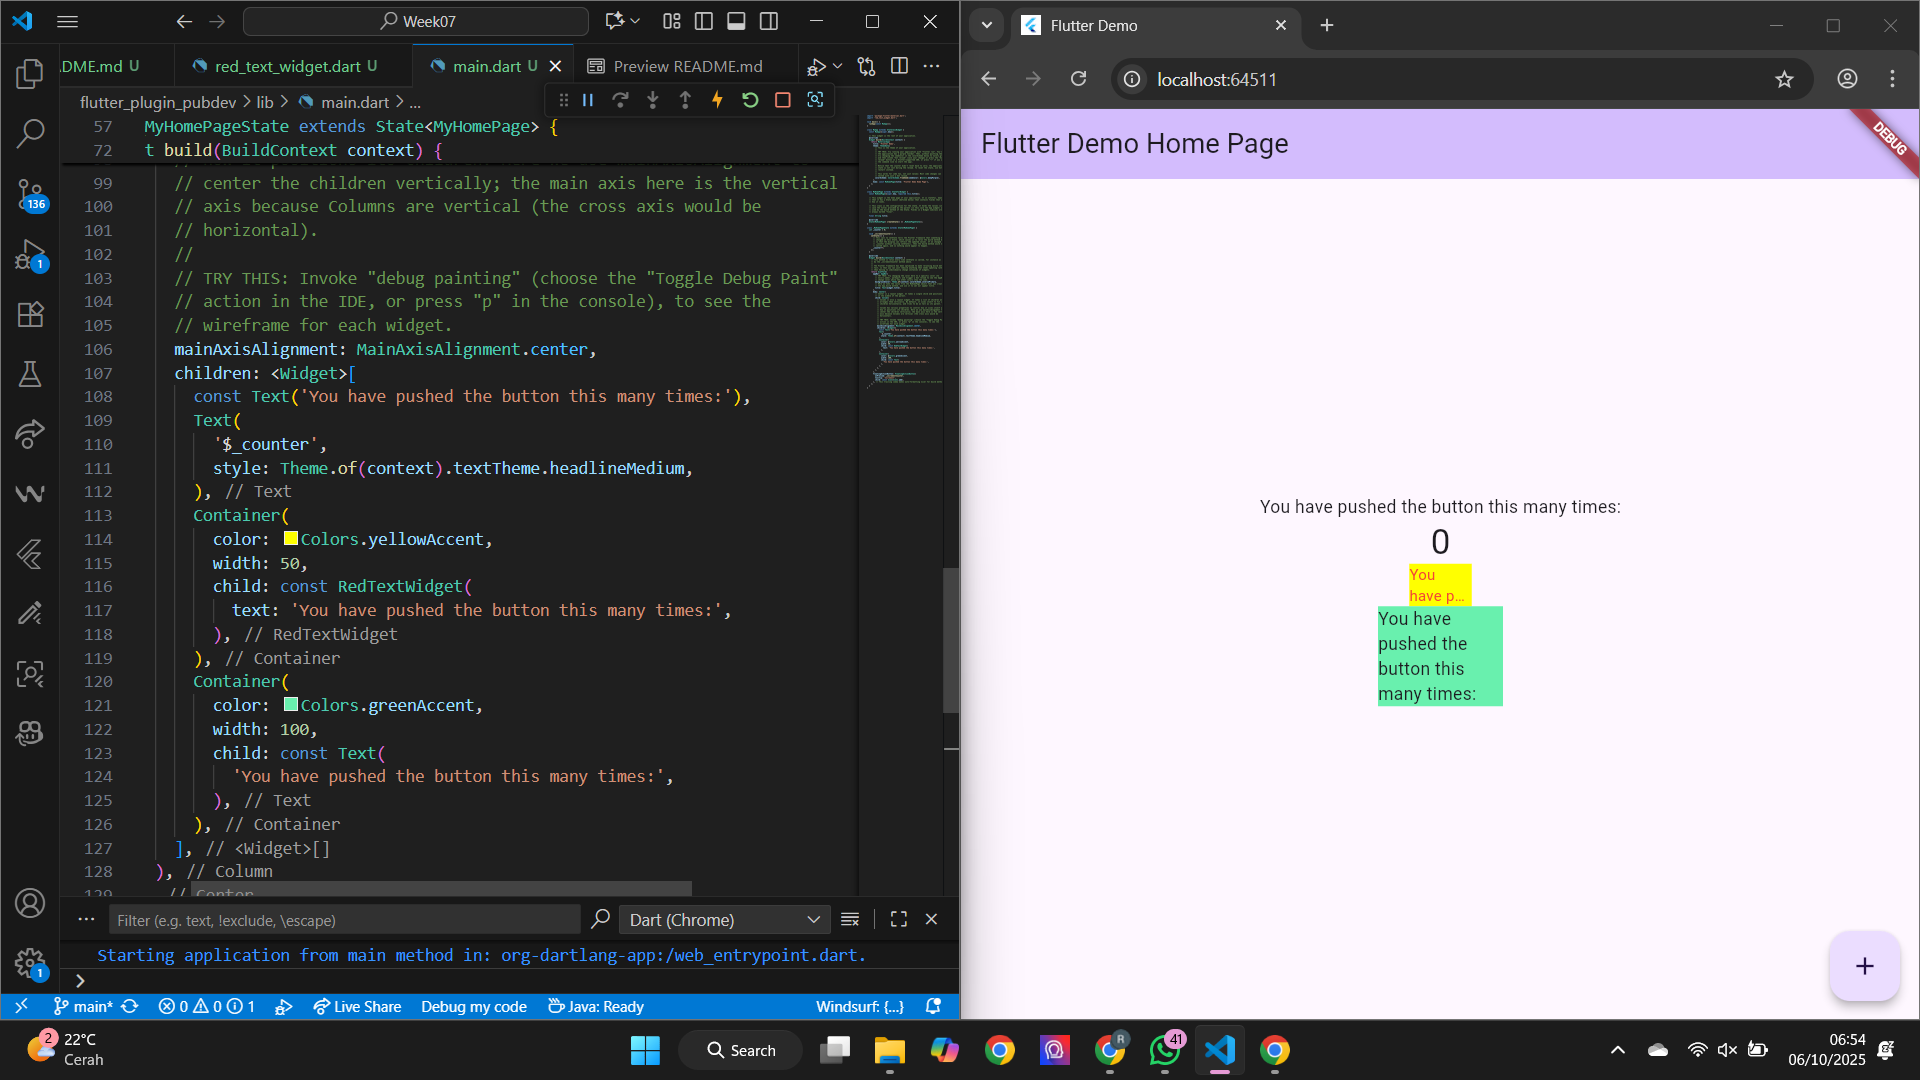 Week07
DME.md U
red_text_widget.dart U
main.dart U
Preview README.md
flutter_plugin_pubdev > lib > main.dart > ...
57 MyHomePageState extends State<MyHomePage> {
72 t build(BuildContext context) {
99 // center the children vertically; the main axis here is the vertical
100 // axis because Columns are vertical (the cross axis would be
101 // horizontal).
102 //
103 // TRY THIS: Invoke "debug painting" (choose the "Toggle Debug Paint"
104 // action in the IDE, or press "p" in the console), to see the
105 // wireframe for each widget.
106 mainAxisAlignment: MainAxisAlignment.center,
107 children: <Widget>[
108 const Text('You have pushed the button this many times:'),
109 Text(
110 '$_counter',
111 style: Theme.of(context).textTheme.headlineMedium,
112 ), // Text
113 Container(
114 color: Colors.yellowAccent,
115 width: 50,
116 child: const RedTextWidget(
117 text: 'You have pushed the button this many times:',
118 ), // RedTextWidget
119 ), // Container
120 Container(
121 color: Colors.greenAccent,
122 width: 100,
123 child: const Text(
124 'You have pushed the button this many times:',
125 ), // Text
126 ), // Container
127 ], // <Widget>[]
128 ), // Column
129 // Center
136
1
1
Filter (e.g. text, !exclude, \escape)
Dart (Chrome)
Starting application from main method in: org-dartlang-app:/web_entrypoint.dart.
>
main* 0 0 1 Live Share Debug my code Java: Ready Windsurf: {...}
Flutter Demo
localhost:64511
Flutter Demo Home Page
DEBUG
You have pushed the button this many times:
0
You
have p...
You have
pushed the
button this
many times:
+
2
22°C
Cerah
Search
R
41
06:54
06/10/2025